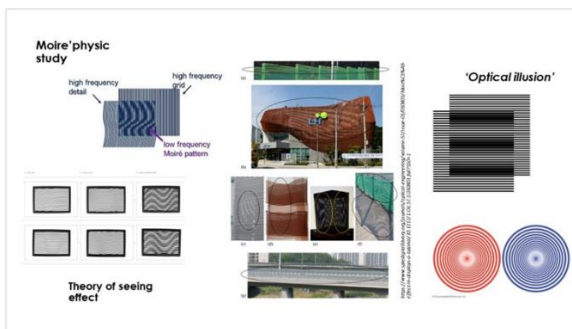 Moire'physic
study
high frequency
grid
high frequency
detail
low frequency
Moiré pattern
Theory of seeing
effect
(a)
(b)
(c)
(d)
(e)
(f)
(g)
'Optical illusion'